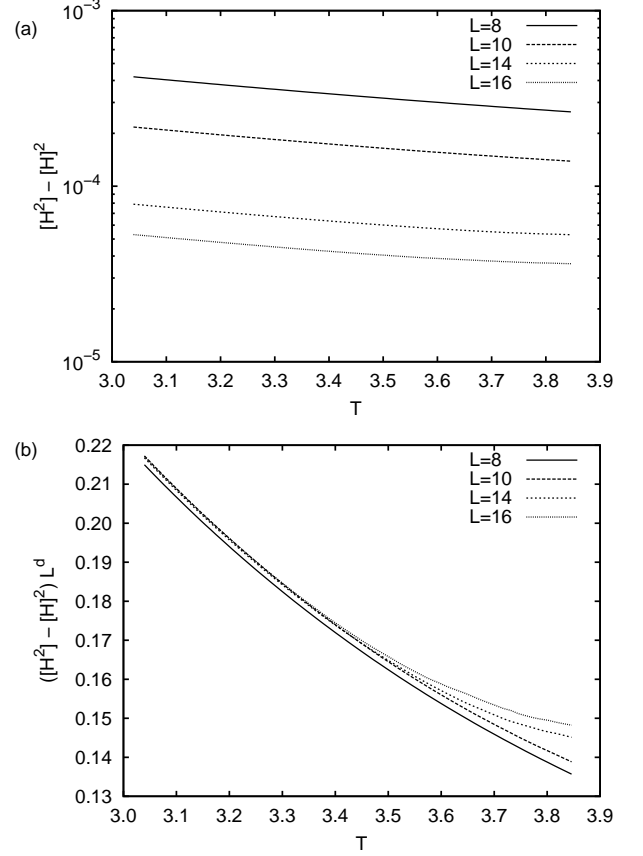 (a)
10⁻³
10⁻⁴
10⁻⁵
[H²] – [H]²
L=8
L=10
L=14
L=16
3.0 3.1 3.2 3.3 3.4 3.5 3.6 3.7 3.8 3.9
T
(b)
0.22
0.21
0.20
0.19
0.18
0.17
0.16
0.15
0.14
0.13
([H²] – [H]²) Lᵈ
L=8
L=10
L=14
L=16
3.0 3.1 3.2 3.3 3.4 3.5 3.6 3.7 3.8 3.9
T